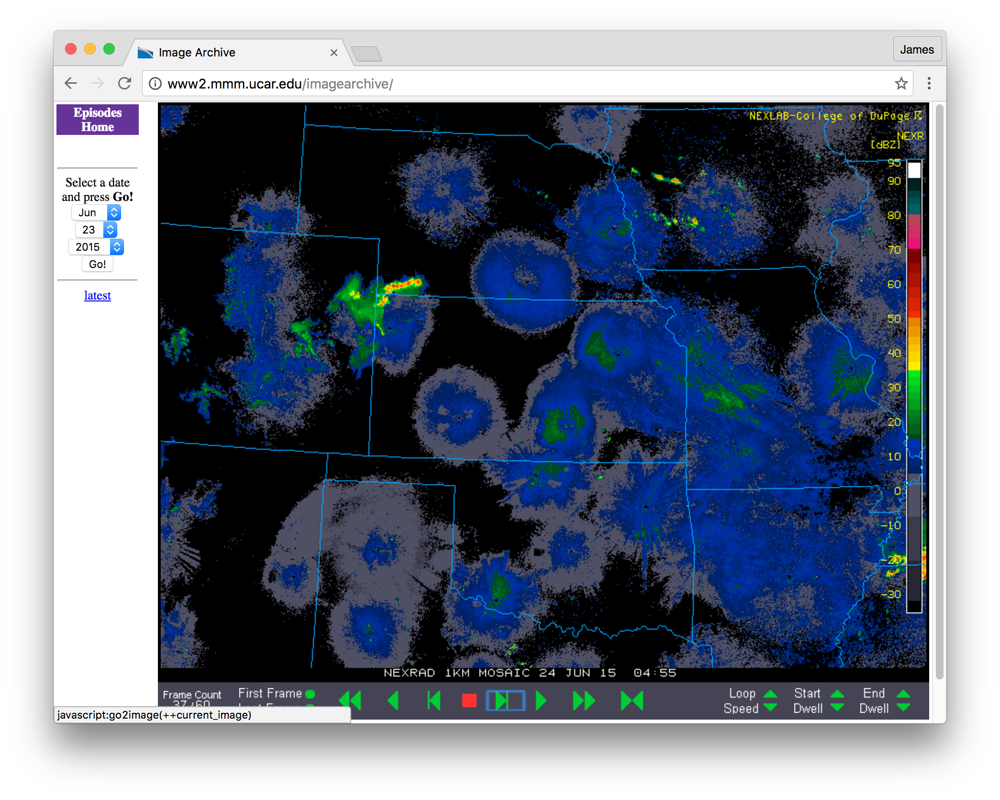 Image Archive
James
www2.mmm.ucar.edu/imagearchive/
Episodes
Home
Select a date
and press Go!
Jun
23
2015
Go!
latest
NEXLAB-College of DuPage
NEXR
[dBZ]
95
90
80
70
60
50
40
30
20
10
0
-10
-20
-30
NEXRAD 1KM MOSAIC 24 JUN 15 04:55
Frame Count
37/60
First Frame
Last Frame
Loop
Speed
Start
Dwell
End
Dwell
javascript:go2image(++current_image)